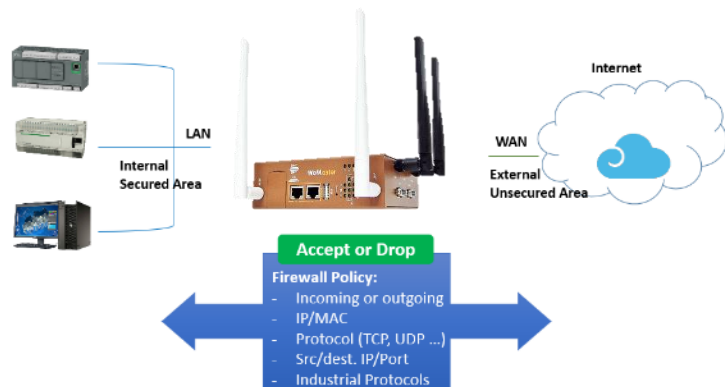 Internet
LAN
WAN
Internal
Secured Area
External
Unsecured Area
WoMaster
Accept or Drop
Firewall Policy:
- Incoming or outgoing
- IP/MAC
- Protocol (TCP, UDP ...)
- Src/dest. IP/Port
- Industrial Protocols